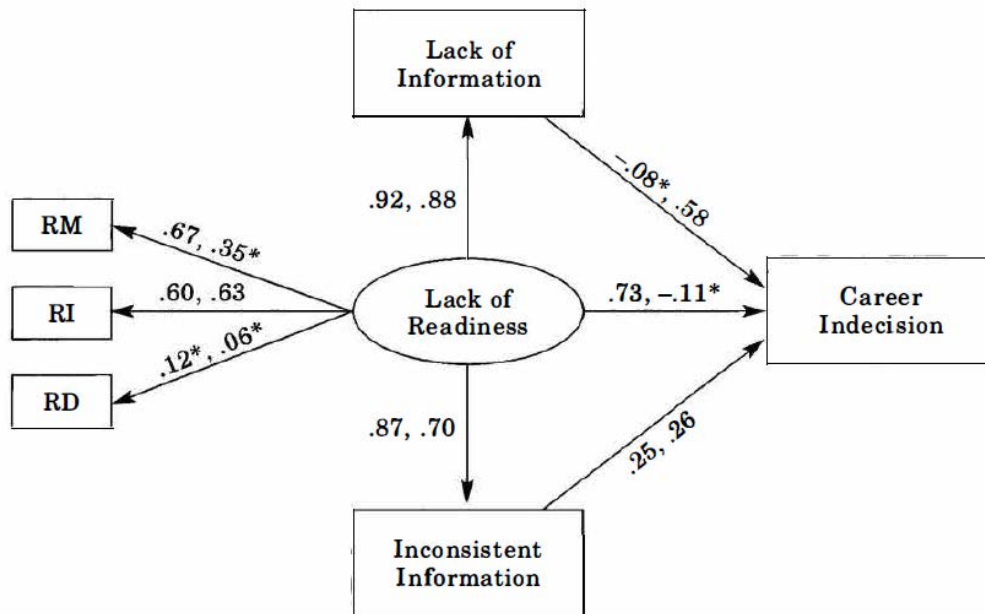 Lack of
Information
-.08*, .58
.92, .88
RM
.67, .35*
RI
.60, .63
Lack of
Readiness
.73, -.11*
Career
Indecision
RD
.12*, .06*
.87, .70
.25, .26
Inconsistent
Information